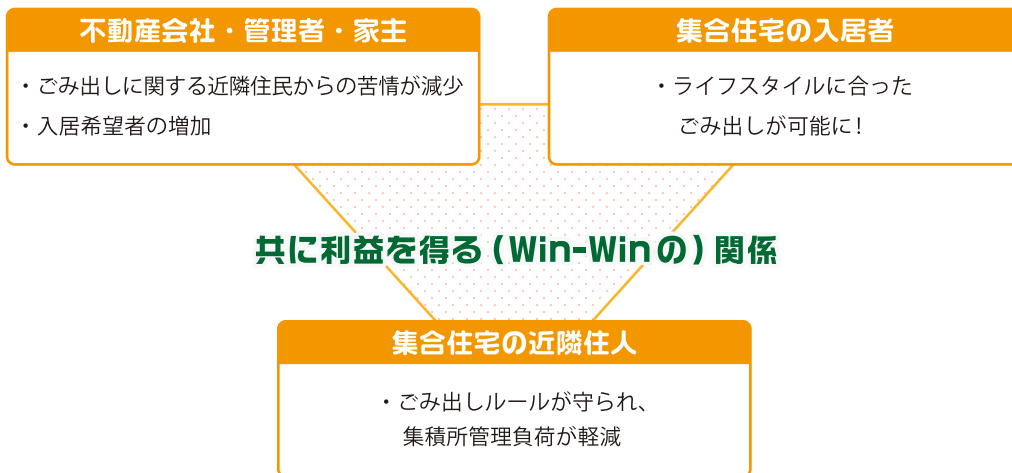 不動産会社・管理者・家主
・ごみ出しに関する近隣住民からの苦情が減少
・入居希望者の増加
集合住宅の入居者
・ライフスタイルに合った
ごみ出しが可能に！
共に利益を得る（Win-Winの）関係
集合住宅の近隣住人
・ごみ出しルールが守られ、
集積所管理負荷が軽減